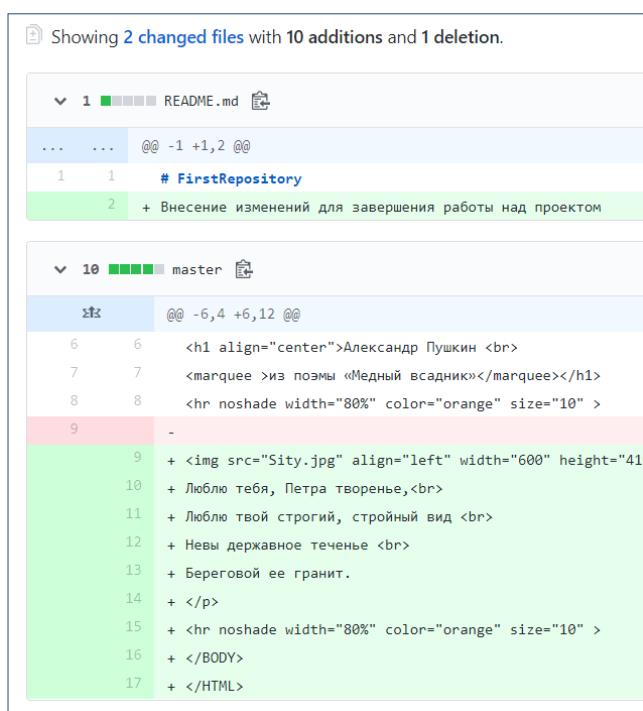 Showing 2 changed files with 10 additions and 1 deletion.
1 README.md
... ... @@ -1 +1,2 @@
1 1 # FirstRepository
2 + Внесение изменений для завершения работы над проектом
10 master
@@ -6,4 +6,12 @@
6 6 <h1 align="center">Александр Пушкин <br>
7 7 <marquee >из поэмы «Медный всадник»</marquee></h1>
8 8 <hr noshade width="80%" color="orange" size="10" >
9 -
9 + <img src="Sity.jpg" align="left" width="600" height="41
10 + Люблю тебя, Петра творенье,<br>
11 + Люблю твой строгий, стройный вид <br>
12 + Невы державное теченье <br>
13 + Береговой ее гранит.
14 + </p>
15 + <hr noshade width="80%" color="orange" size="10" >
16 + </BODY>
17 + </HTML>